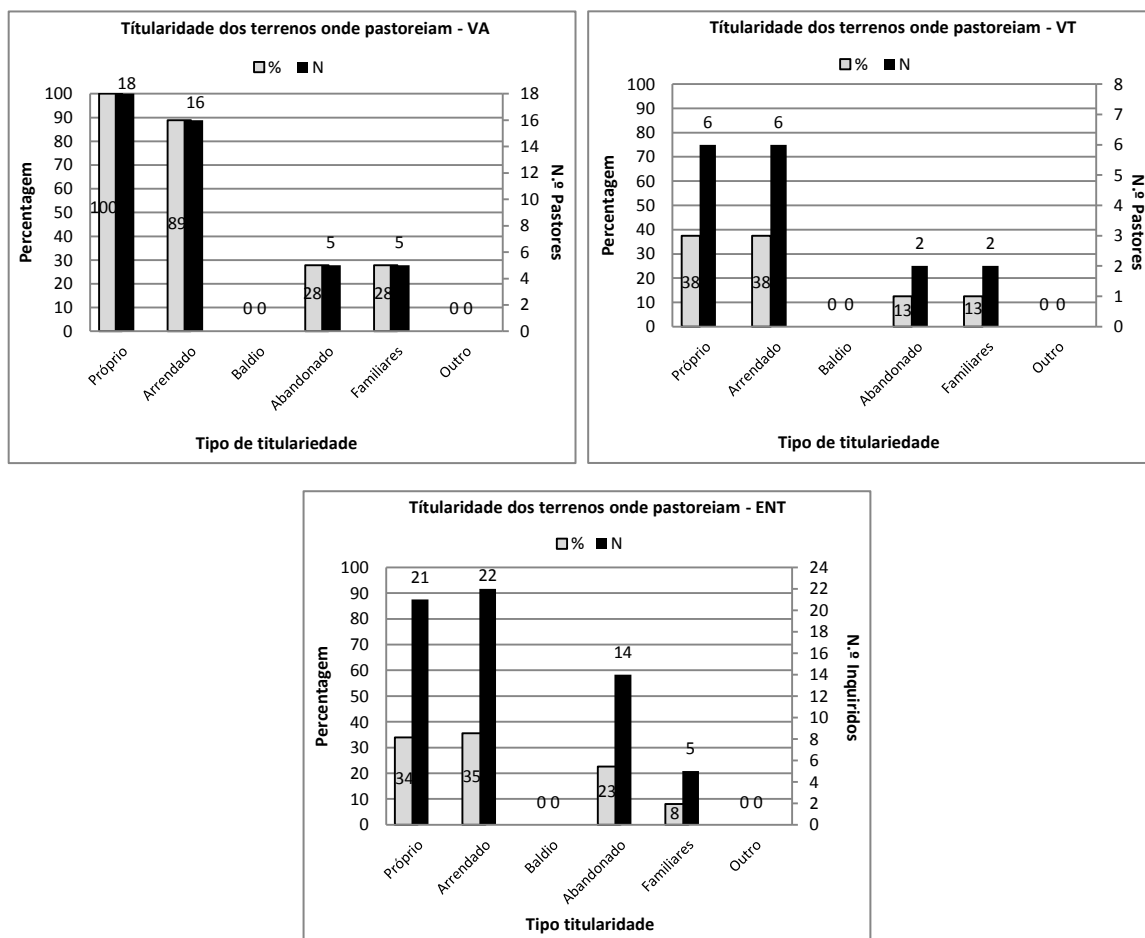 Títularidade dos terrenos onde pastoreiam - VA
% N
18
16
5 5
100
90
80
70
60
50
40
30
20
10
0
100
89
0 0
28
28
0 0
18
16
14
12
10
8
6
4
2
0
Percentagem
N.º Pastores
Próprio
Arrendado
Baldio
Abandonado
Familiares
Outro
Tipo de titulariedade
Títularidade dos terrenos onde pastoreiam - VT
% N
6 6
2 2
100
90
80
70
60
50
40
30
20
10
0
38
38
0 0
13
13
0 0
8
7
6
5
4
3
2
1
0
Percentagem
N.º Pastores
Próprio
Arrendado
Baldio
Abandonado
Familiares
Outro
Tipo de titulariedade
Títularidade dos terrenos onde pastoreiam - ENT
% N
21 22
14
5
100
90
80
70
60
50
40
30
20
10
0
34
35
0 0
23
8
0 0
24
22
20
18
16
14
12
10
8
6
4
2
0
Percentagem
N.º Inquiridos
Próprio
Arrendado
Baldio
Abandonado
Familiares
Outro
Tipo titularidade